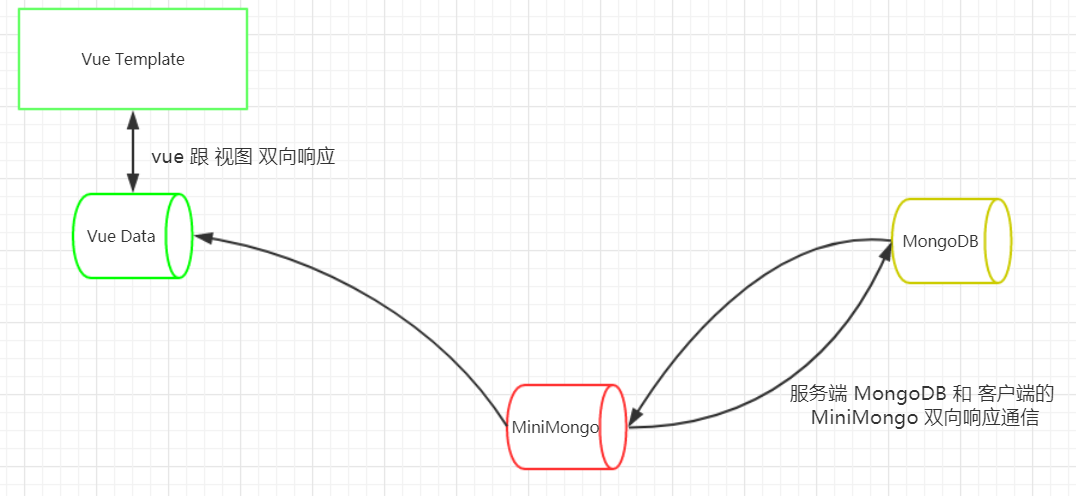 Vue Template
vue 跟 视图 双向响应
Vue Data
MongoDB
服务端 MongoDB 和 客户端的
MiniMongo 双向响应通信
MiniMongo